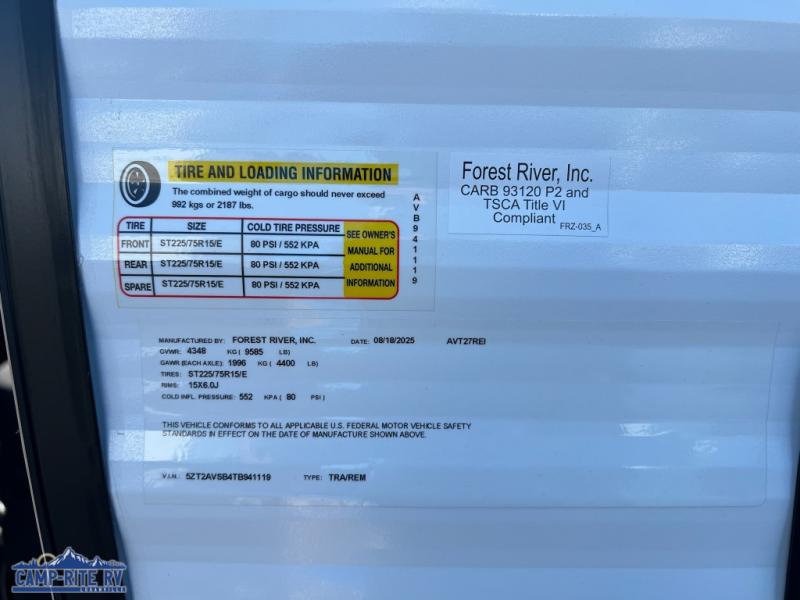 TIRE AND LOADING INFORMATION
The combined weight of cargo should never exceed
992 kgs or 2187 lbs.
TIRE SIZE COLD TIRE PRESSURE SEE OWNER'S MANUAL FOR ADDITIONAL INFORMATION
FRONT ST225/75R15/E 80 PSI / 552 KPA
REAR ST225/75R15/E 80 PSI / 552 KPA
SPARE ST225/75R15/E 80 PSI / 552 KPA
AVB941119
Forest River, Inc.
CARB 93120 P2 and
TSCA Title VI
Compliant
FRZ-035_A
MANUFACTURED BY: FOREST RIVER, INC. DATE: 08/18/2025 AVT27REI
GVWR: 4348 KG ( 9585 LB)
GAWR (EACH AXLE): 1996 KG ( 4400 LB)
TIRES: ST225/75R15/E
RIMS: 15X6.0J
COLD INFL. PRESSURE: 552 KPA ( 80 PSI )
THIS VEHICLE CONFORMS TO ALL APPLICABLE U.S. FEDERAL MOTOR VEHICLE SAFETY
STANDARDS IN EFFECT ON THE DATE OF MANUFACTURE SHOWN ABOVE.
V.I.N.: 5ZT2AVSB4TB941119 TYPE: TRA/REM
CAMP-RITE RV